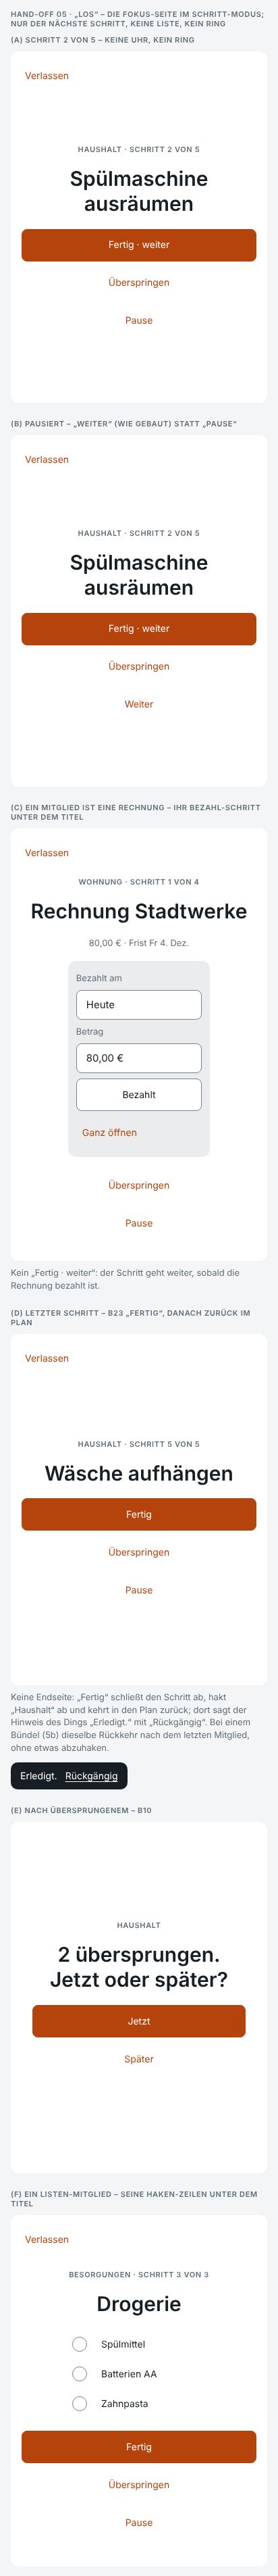 HAND-OFF 05 · „LOS“ – DIE FOKUS-SEITE IM SCHRITT-MODUS;
NUR DER NÄCHSTE SCHRITT, KEINE LISTE, KEIN RING
(A) SCHRITT 2 VON 5 – KEINE UHR, KEIN RING
Verlassen
HAUSHALT · SCHRITT 2 VON 5
Spülmaschine
ausräumen
Fertig · weiter
Überspringen
Pause
(B) PAUSIERT – „WEITER“ (WIE GEBAUT) STATT „PAUSE“
Verlassen
HAUSHALT · SCHRITT 2 VON 5
Spülmaschine
ausräumen
Fertig · weiter
Überspringen
Weiter
(C) EIN MITGLIED IST EINE RECHNUNG – IHR BEZAHL-SCHRITT
UNTER DEM TITEL
Verlassen
WOHNUNG · SCHRITT 1 VON 4
Rechnung Stadtwerke
80,00 € · Frist Fr 4. Dez.
Bezahlt am
Heute
Betrag
80,00 €
Bezahlt
Ganz öffnen
Überspringen
Pause
Kein „Fertig · weiter“: der Schritt geht weiter, sobald die
Rechnung bezahlt ist.
(D) LETZTER SCHRITT – B23 „FERTIG“, DANACH ZURÜCK IM
PLAN
Verlassen
HAUSHALT · SCHRITT 5 VON 5
Wäsche aufhängen
Fertig
Überspringen
Pause
Keine Endseite: „Fertig“ schließt den Schritt ab, hakt
„Haushalt“ ab und kehrt in den Plan zurück; dort sagt der
Hinweis des Dings „Erledigt.“ mit „Rückgängig“. Bei einem
Bündel (5b) dieselbe Rückkehr nach dem letzten Mitglied,
ohne etwas abzuhaken.
Erledigt. Rückgängig
(E) NACH ÜBERSPRUNGENEM – B10
HAUSHALT
2 übersprungen.
Jetzt oder später?
Jetzt
Später
(F) EIN LISTEN-MITGLIED – SEINE HAKEN-ZEILEN UNTER DEM
TITEL
Verlassen
BESORGUNGEN · SCHRITT 3 VON 3
Drogerie
Spülmittel
Batterien AA
Zahnpasta
Fertig
Überspringen
Pause